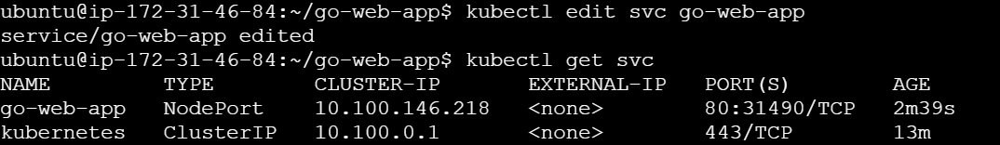 ubuntu@ip-172-31-46-84:~/go-web-app$ kubectl edit svc go-web-app
service/go-web-app edited
ubuntu@ip-172-31-46-84:~/go-web-app$ kubectl get svc
NAME         TYPE        CLUSTER-IP       EXTERNAL-IP   PORT(S)        AGE
go-web-app   NodePort    10.100.146.218   <none>        80:31490/TCP   2m39s
kubernetes   ClusterIP   10.100.0.1       <none>        443/TCP        13m